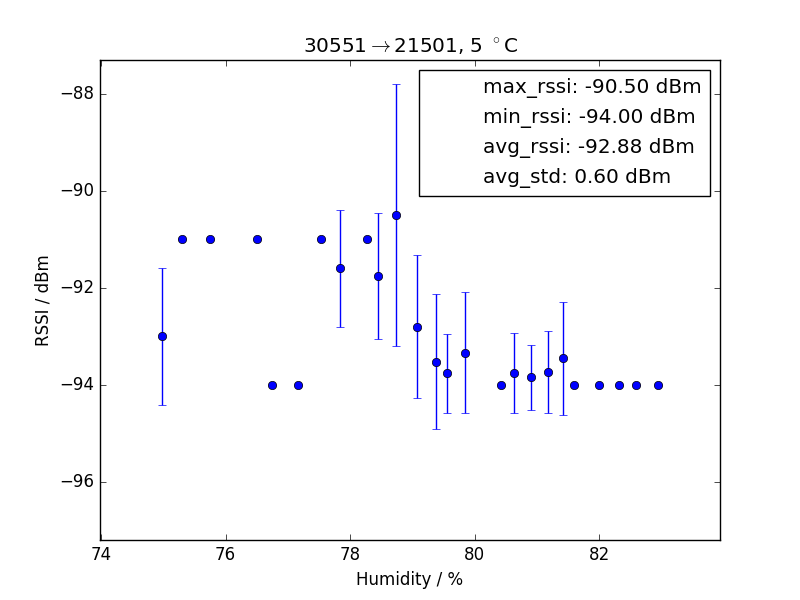 30551→21501, 5 °C
max_rssi: -90.50 dBm
min_rssi: -94.00 dBm
avg_rssi: -92.88 dBm
avg_std: 0.60 dBm
RSSI / dBm
−88
−90
−92
−94
−96
74 76 78 80 82
Humidity / %